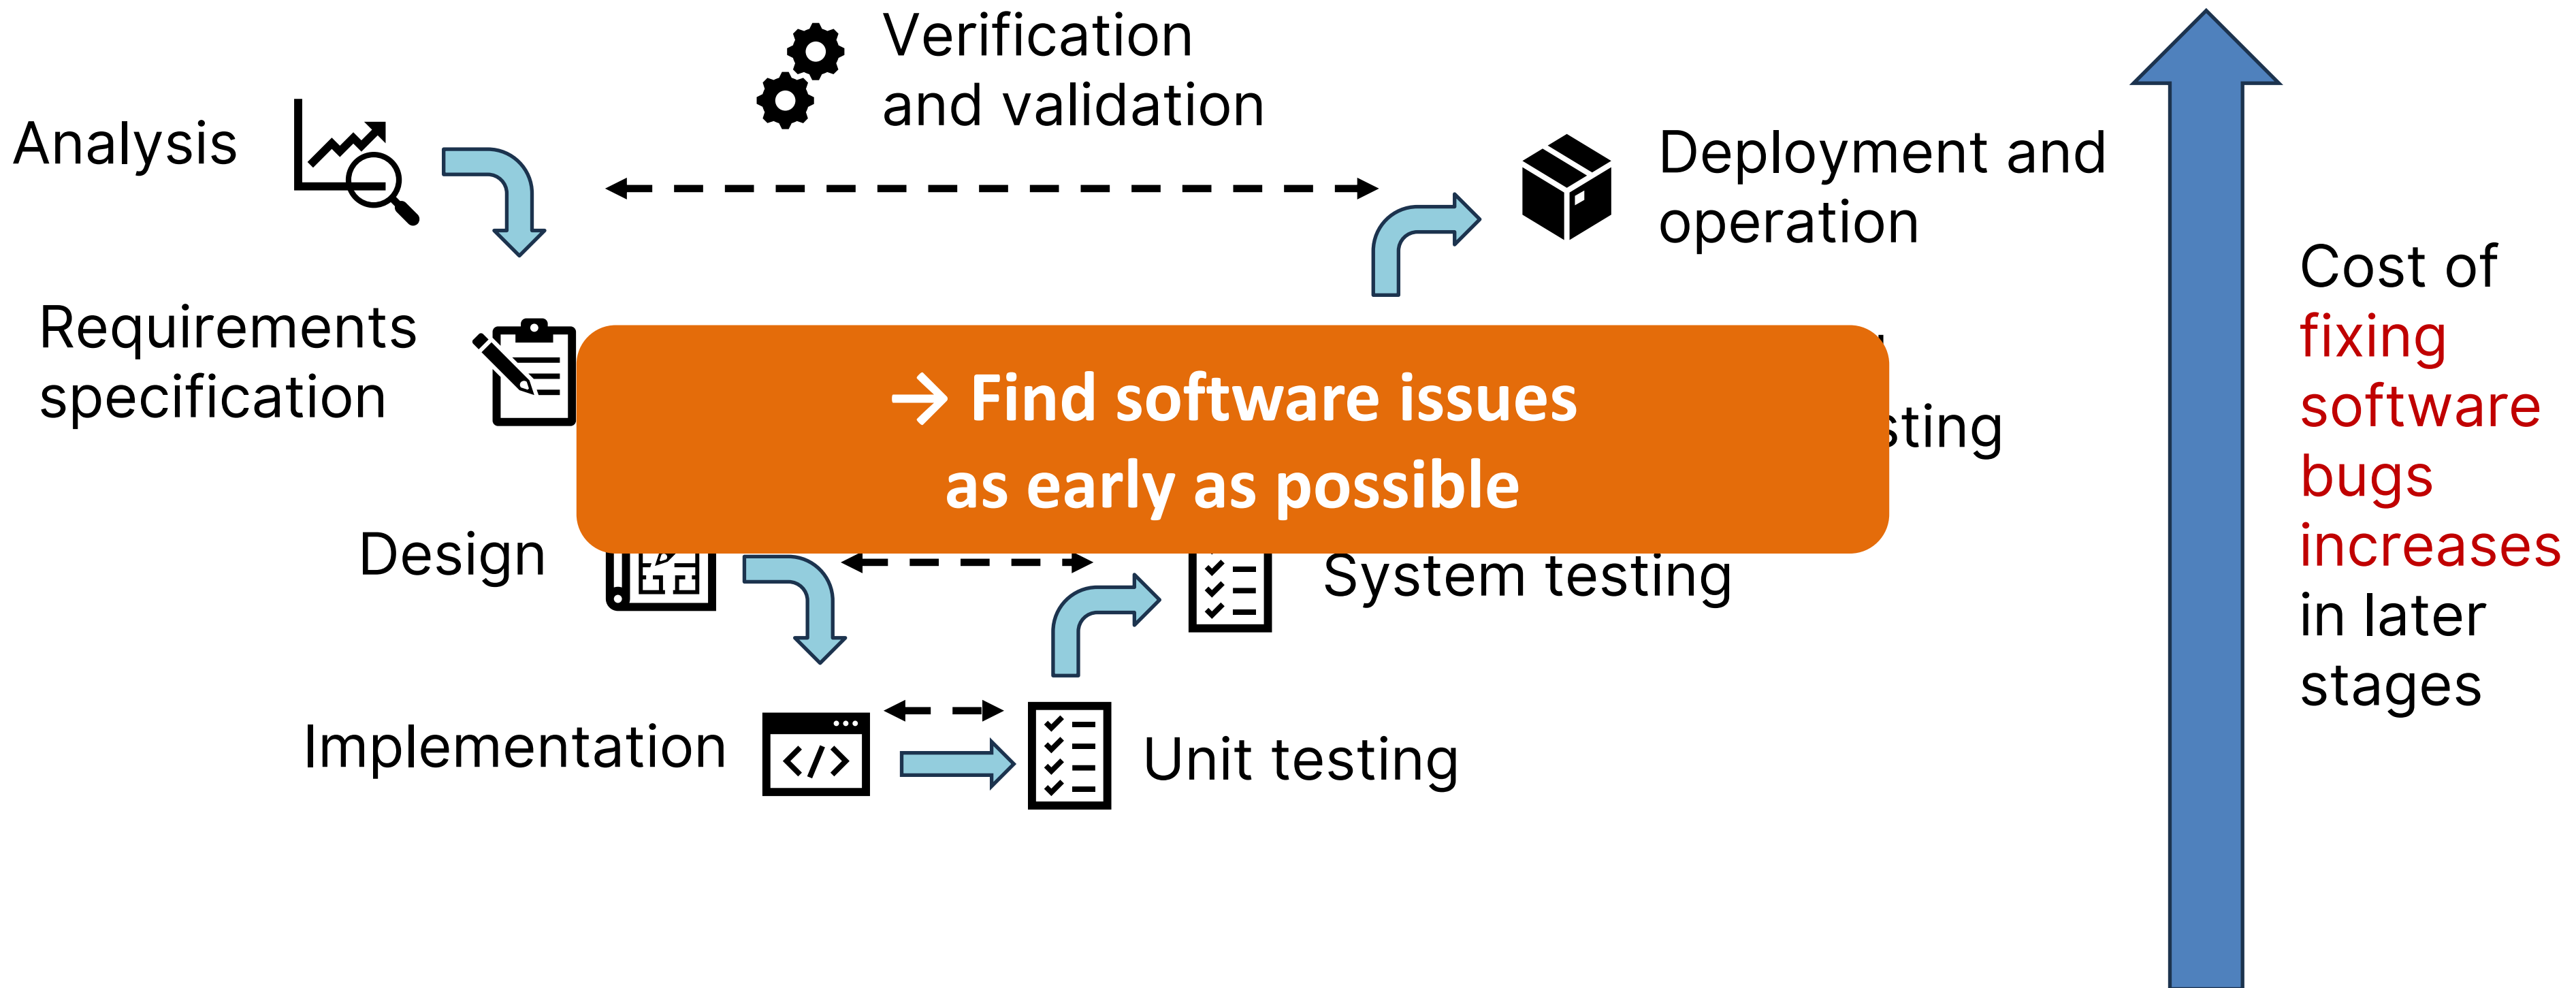 Verification
and validation
Analysis
Deployment and
operation
Requirements
specification
→ Find software issues
as early as possible
sting
Design
System testing
Implementation
</>
Unit testing
Cost of
fixing
software
bugs
increases
in later
stages